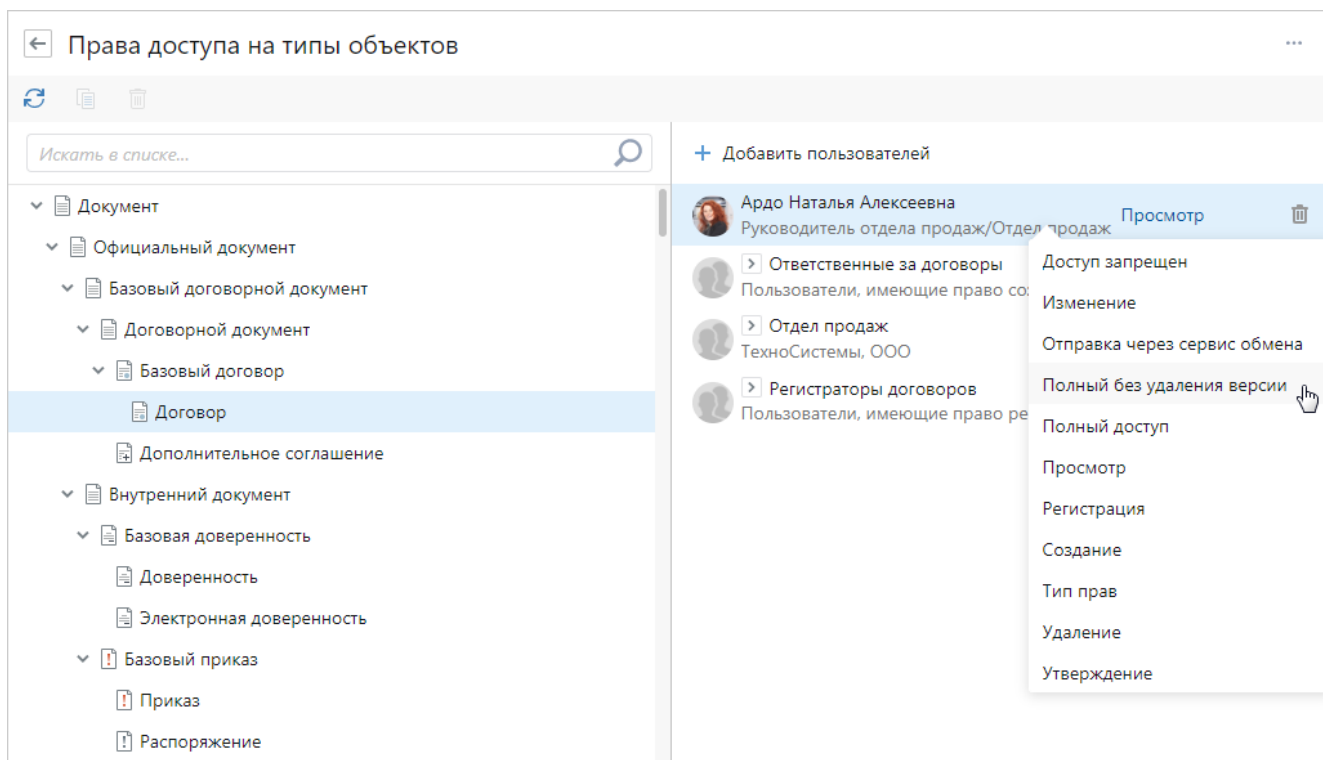 Права доступа на типы объектов
Искать в списке...
Документ
Официальный документ
Базовый договорной документ
Договорной документ
Базовый договор
Договор
Дополнительное соглашение
Внутренний документ
Базовая доверенность
Доверенность
Электронная доверенность
Базовый приказ
Приказ
Распоряжение
Добавить пользователей
Ардо Наталья Алексеевна
Руководитель отдела продаж/Отдел продаж
Просмотр
Ответственные за договоры
Пользователи, имеющие право со
Отдел продаж
ТехноСистемы, ООО
Регистраторы договоров
Пользователи, имеющие право ре
Доступ запрещен
Изменение
Отправка через сервис обмена
Полный без удаления версии
Полный доступ
Просмотр
Регистрация
Создание
Тип прав
Удаление
Утверждение